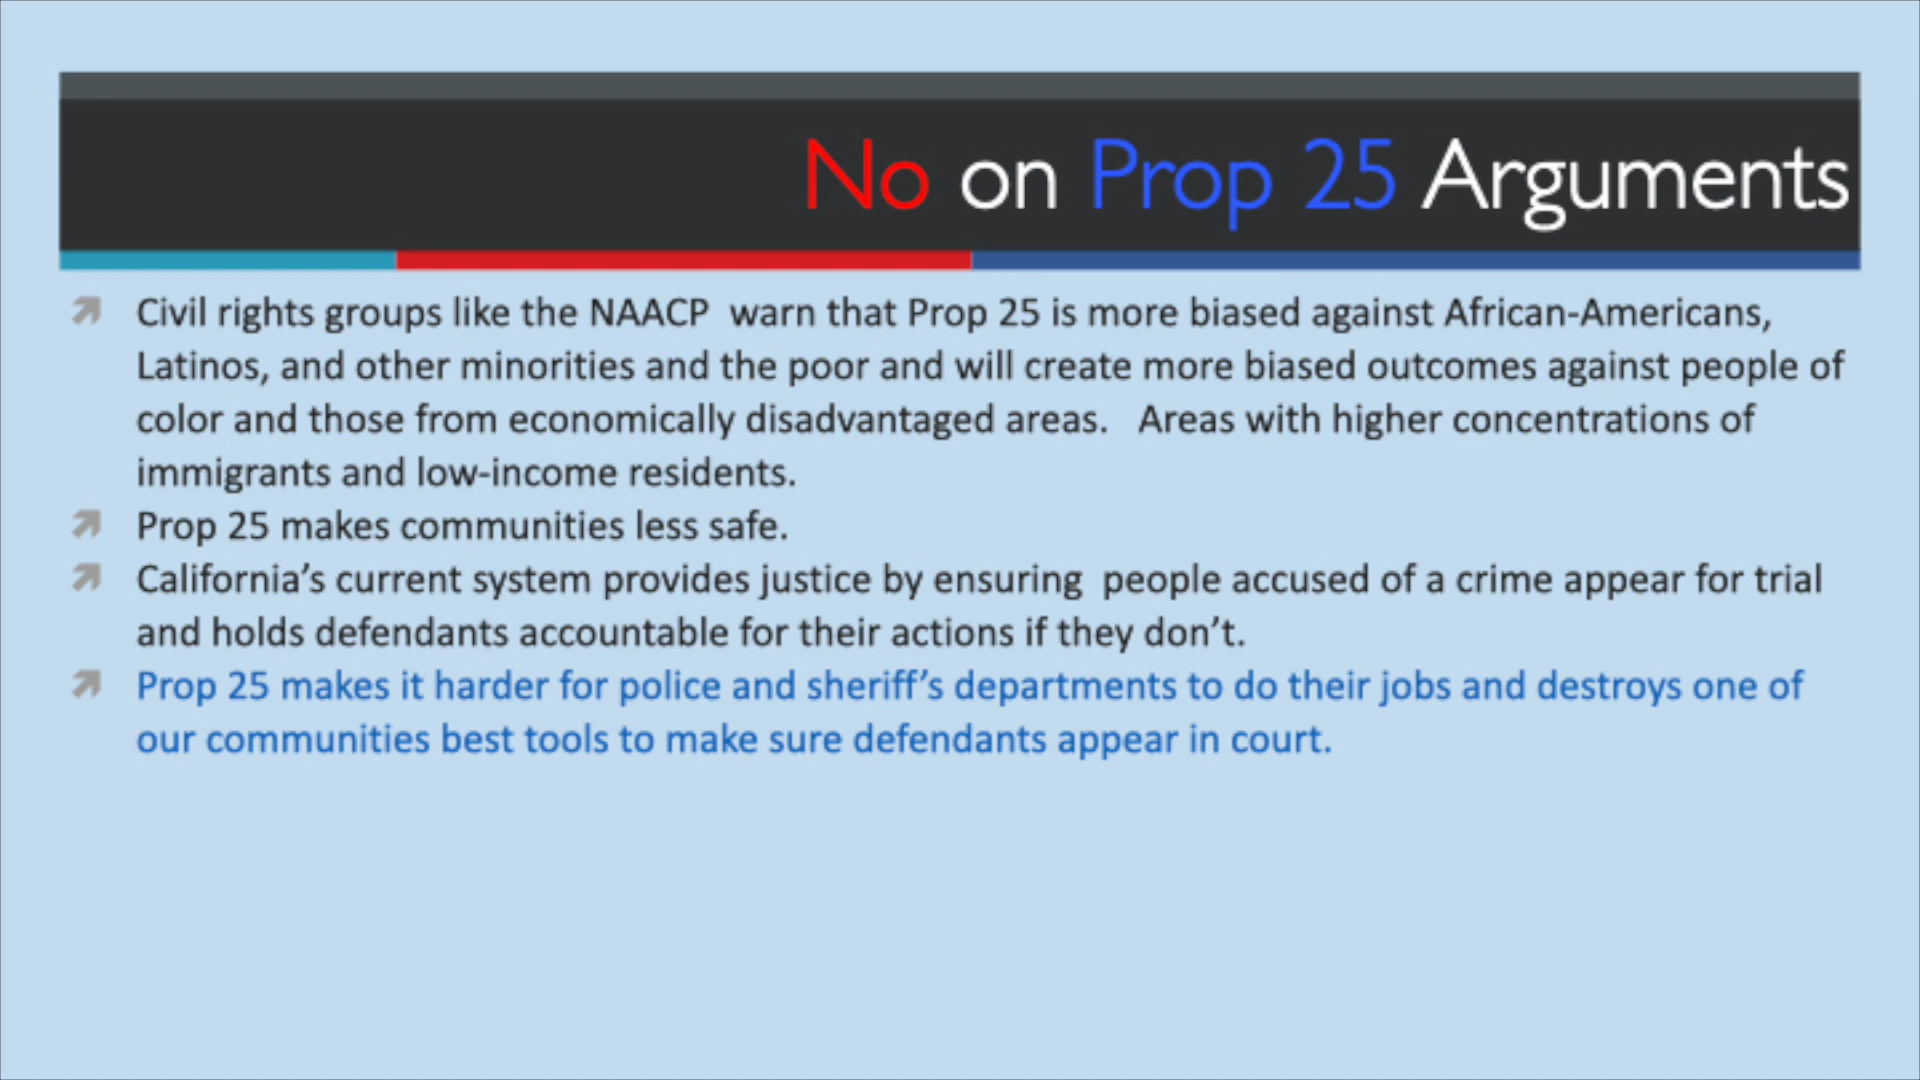 No on Prop 25 Arguments
Civil rights groups like the NAACP  warn that Prop 25 is more biased against African-Americans,
Latinos, and other minorities and the poor and will create more biased outcomes against people of
color and those from economically disadvantaged areas.   Areas with higher concentrations of
immigrants and low-income residents.
Prop 25 makes communities less safe.
California’s current system provides justice by ensuring  people accused of a crime appear for trial
and holds defendants accountable for their actions if they don’t.
Prop 25 makes it harder for police and sheriff’s departments to do their jobs and destroys one of
our communities best tools to make sure defendants appear in court.